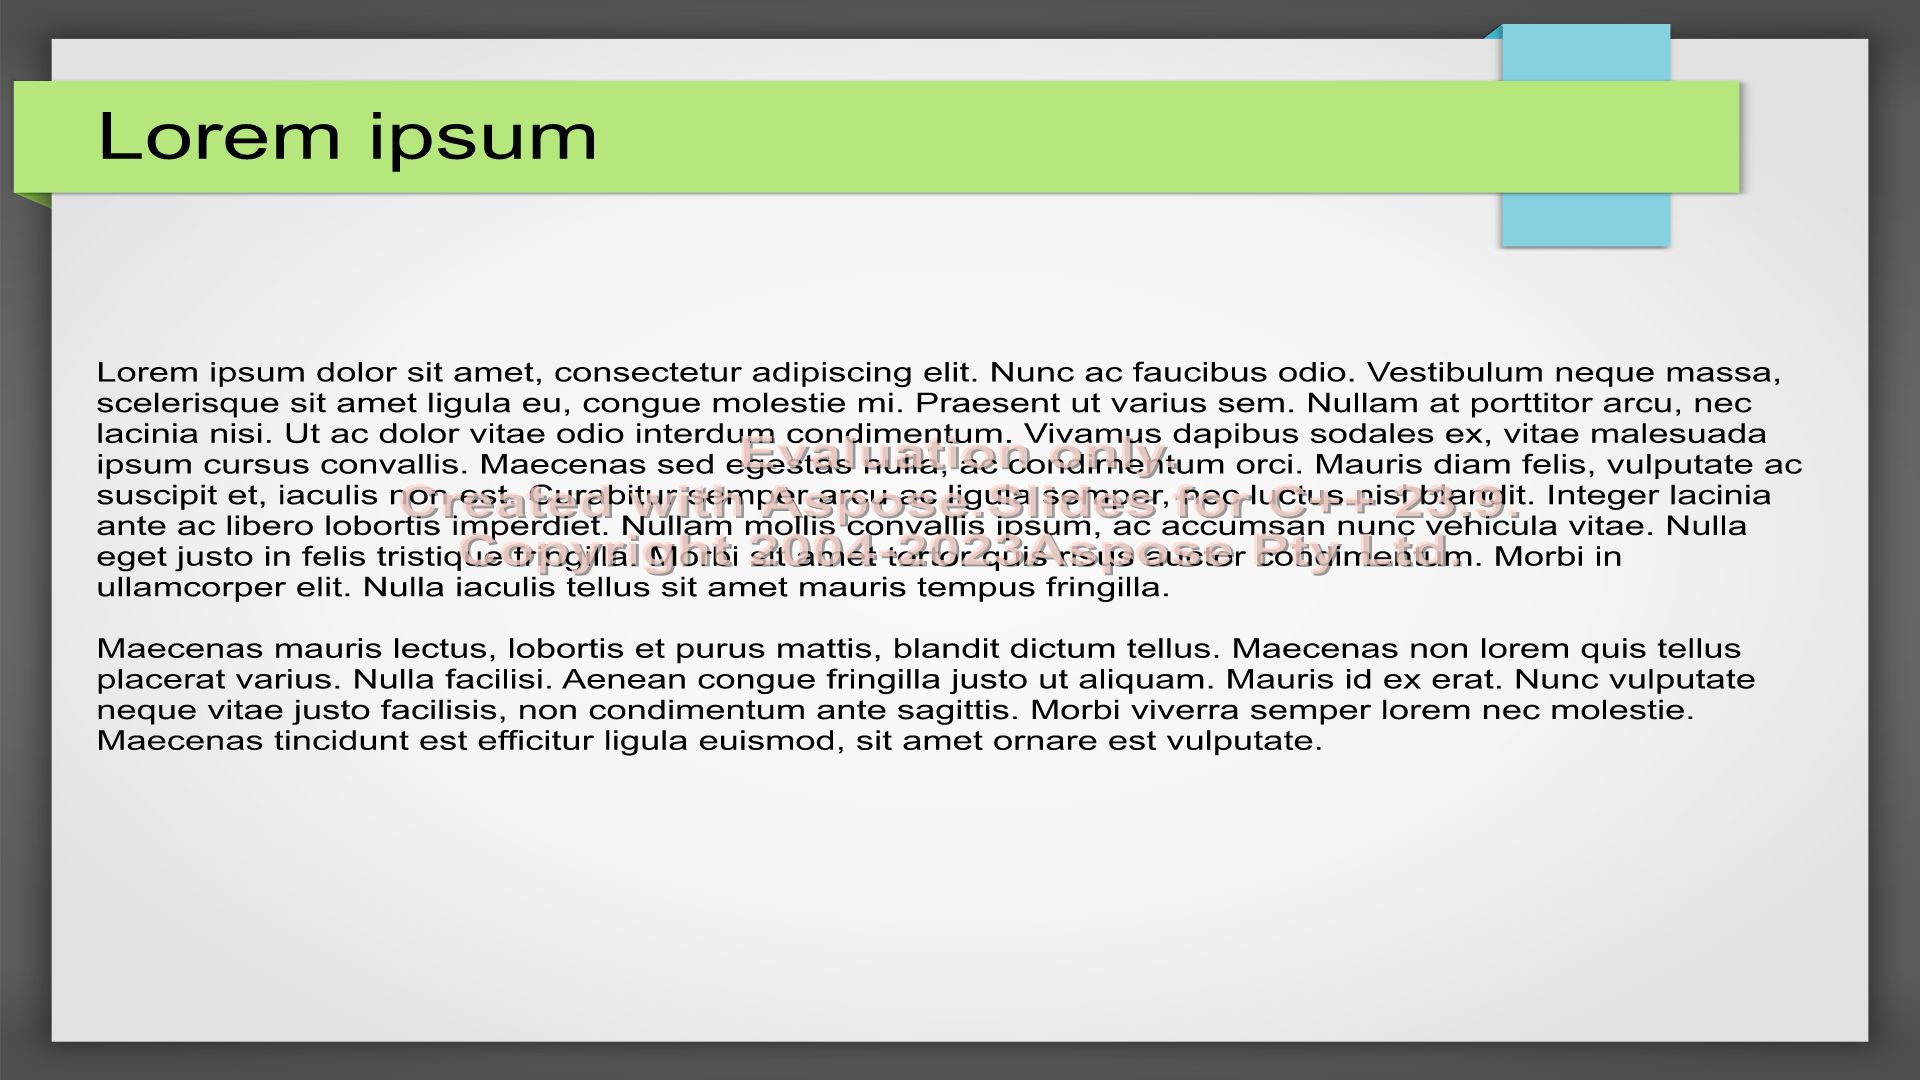 Lorem ipsum
Lorem ipsum dolor sit amet, consectetur adipiscing elit. Nunc ac faucibus odio. Vestibulum neque massa,
scelerisque sit amet ligula eu, congue molestie mi. Praesent ut varius sem. Nullam at porttitor arcu, nec
lacinia nisi. Ut ac dolor vitae odio interdum condimentum. Vivamus dapibus sodales ex, vitae malesuada
ipsum cursus convallis. Maecenas sed egestas nulla, ac condimentum orci. Mauris diam felis, vulputate ac
suscipit et, iaculis non est. Curabitur semper arcu ac ligula semper, nec luctus nisl blandit. Integer lacinia
ante ac libero lobortis imperdiet. Nullam mollis convallis ipsum, ac accumsan nunc vehicula vitae. Nulla
eget justo in felis tristique fringilla. Morbi sit amet tortor quis risus auctor condimentum. Morbi in
ullamcorper elit. Nulla iaculis tellus sit amet mauris tempus fringilla.
Evaluation only.
Created with Aspose.Slides for C++ 23.9.
Copyright 2004-2023Aspose Pty Ltd.
Maecenas mauris lectus, lobortis et purus mattis, blandit dictum tellus. Maecenas non lorem quis tellus
placerat varius. Nulla facilisi. Aenean congue fringilla justo ut aliquam. Mauris id ex erat. Nunc vulputate
neque vitae justo facilisis, non condimentum ante sagittis. Morbi viverra semper lorem nec molestie.
Maecenas tincidunt est efficitur ligula euismod, sit amet ornare est vulputate.